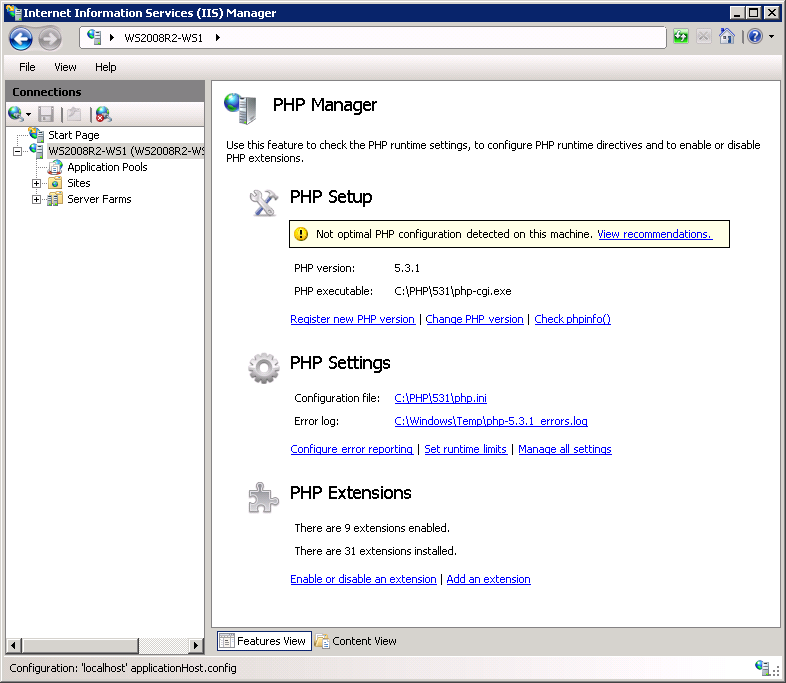 Internet Information Services (IIS) Manager
WS2008R2-WS1
File View Help
Connections
Start Page
WS2008R2-WS1 (WS2008R2-WS
Application Pools
Sites
Server Farms
PHP Manager
Use this feature to check the PHP runtime settings, to configure PHP runtime directives and to enable or disable
PHP extensions.
PHP Setup
Not optimal PHP configuration detected on this machine. View recommendations.
PHP version: 5.3.1
PHP executable: C:\PHP\531\php-cgi.exe
Register new PHP version | Change PHP version | Check phpinfo()
PHP Settings
Configuration file: C:\PHP\531\php.ini
Error log: C:\Windows\Temp\php-5.3.1_errors.log
Configure error reporting | Set runtime limits | Manage all settings
PHP Extensions
There are 9 extensions enabled.
There are 31 extensions installed.
Enable or disable an extension | Add an extension
Features View Content View
Configuration: 'localhost' applicationHost.config